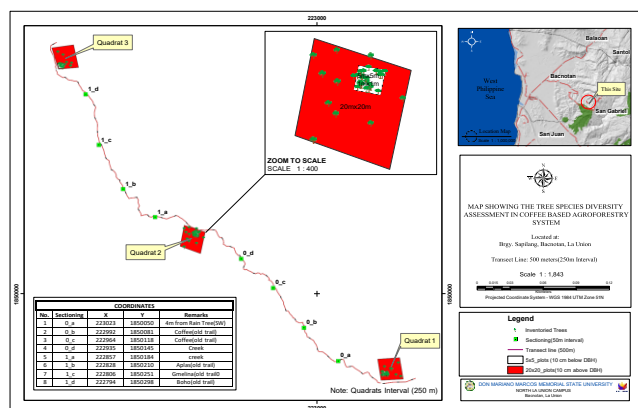 223000
Quadrat 3
1_d
1_c
1_b
1_a
Quadrat 2
0_d
0_c
0_b
0_a
Quadrat 1
20mx20m
ZOOM TO SCALE
SCALE 1 : 400
1850000
1850000
COORDINATES
No. Sectioning X Y Remarks
1 0_a 223023 1850050 4m from Rain Tree(SW)
2 0_b 222992 1850081 Coffee(old trail)
3 0_c 222964 1850118 Coffee(old trail)
4 0_d 222935 1850145 Creek
5 1_a 222857 1850184 creek
6 1_b 222828 1850210 Aplas(old trail)
7 1_c 222806 1850251 Gmelina(old trail0
8 1_d 222794 1850298 Boho(old trail)
Note: Quadrats Interval (250 m)
223000
Balaoan
Santol
Bacnotan
West
Philippine
Sea
This Site
San Gabriel
San Juan
Location Map
N
W E
S
MAP SHOWING THE TREE SPECIES DIVERSITY
ASSESSMENT IN COFFEE BASED AGROFORESTRY
SYSTEM
Located at:
Brgy. Sapilang, Bacnotan, La Union
Transect Line: 500 meters(250m Interval)
Scale 1 : 1,843
Projected Coordinate System - WGS 1984 UTM Zone 51N
Legend
Inventoried Trees
Sectioning(50m interval)
Transect line (500m)
5x5_plots (10 cm below DBH)
20x20_plots(10 cm above DBH)
DON MARIANO MARCOS MEMORIAL STATE UNIVERSITY
NORTH LA UNION CAMPUS
Bacnotan, La Union